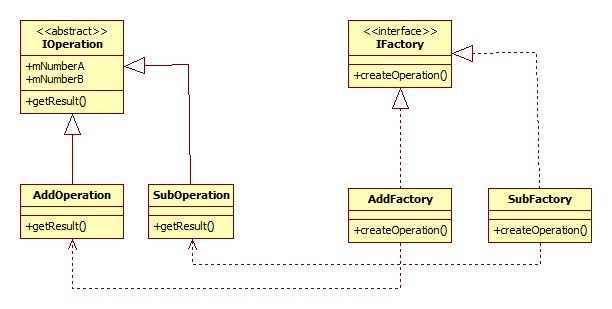 <<abstract>>
IOperation
+mNumberA
+mNumberB
+getResult()
<<interface>>
IFactory
+createOperation()
AddOperation
+getResult()
SubOperation
+getResult()
AddFactory
+createOperation()
SubFactory
+createOperation()